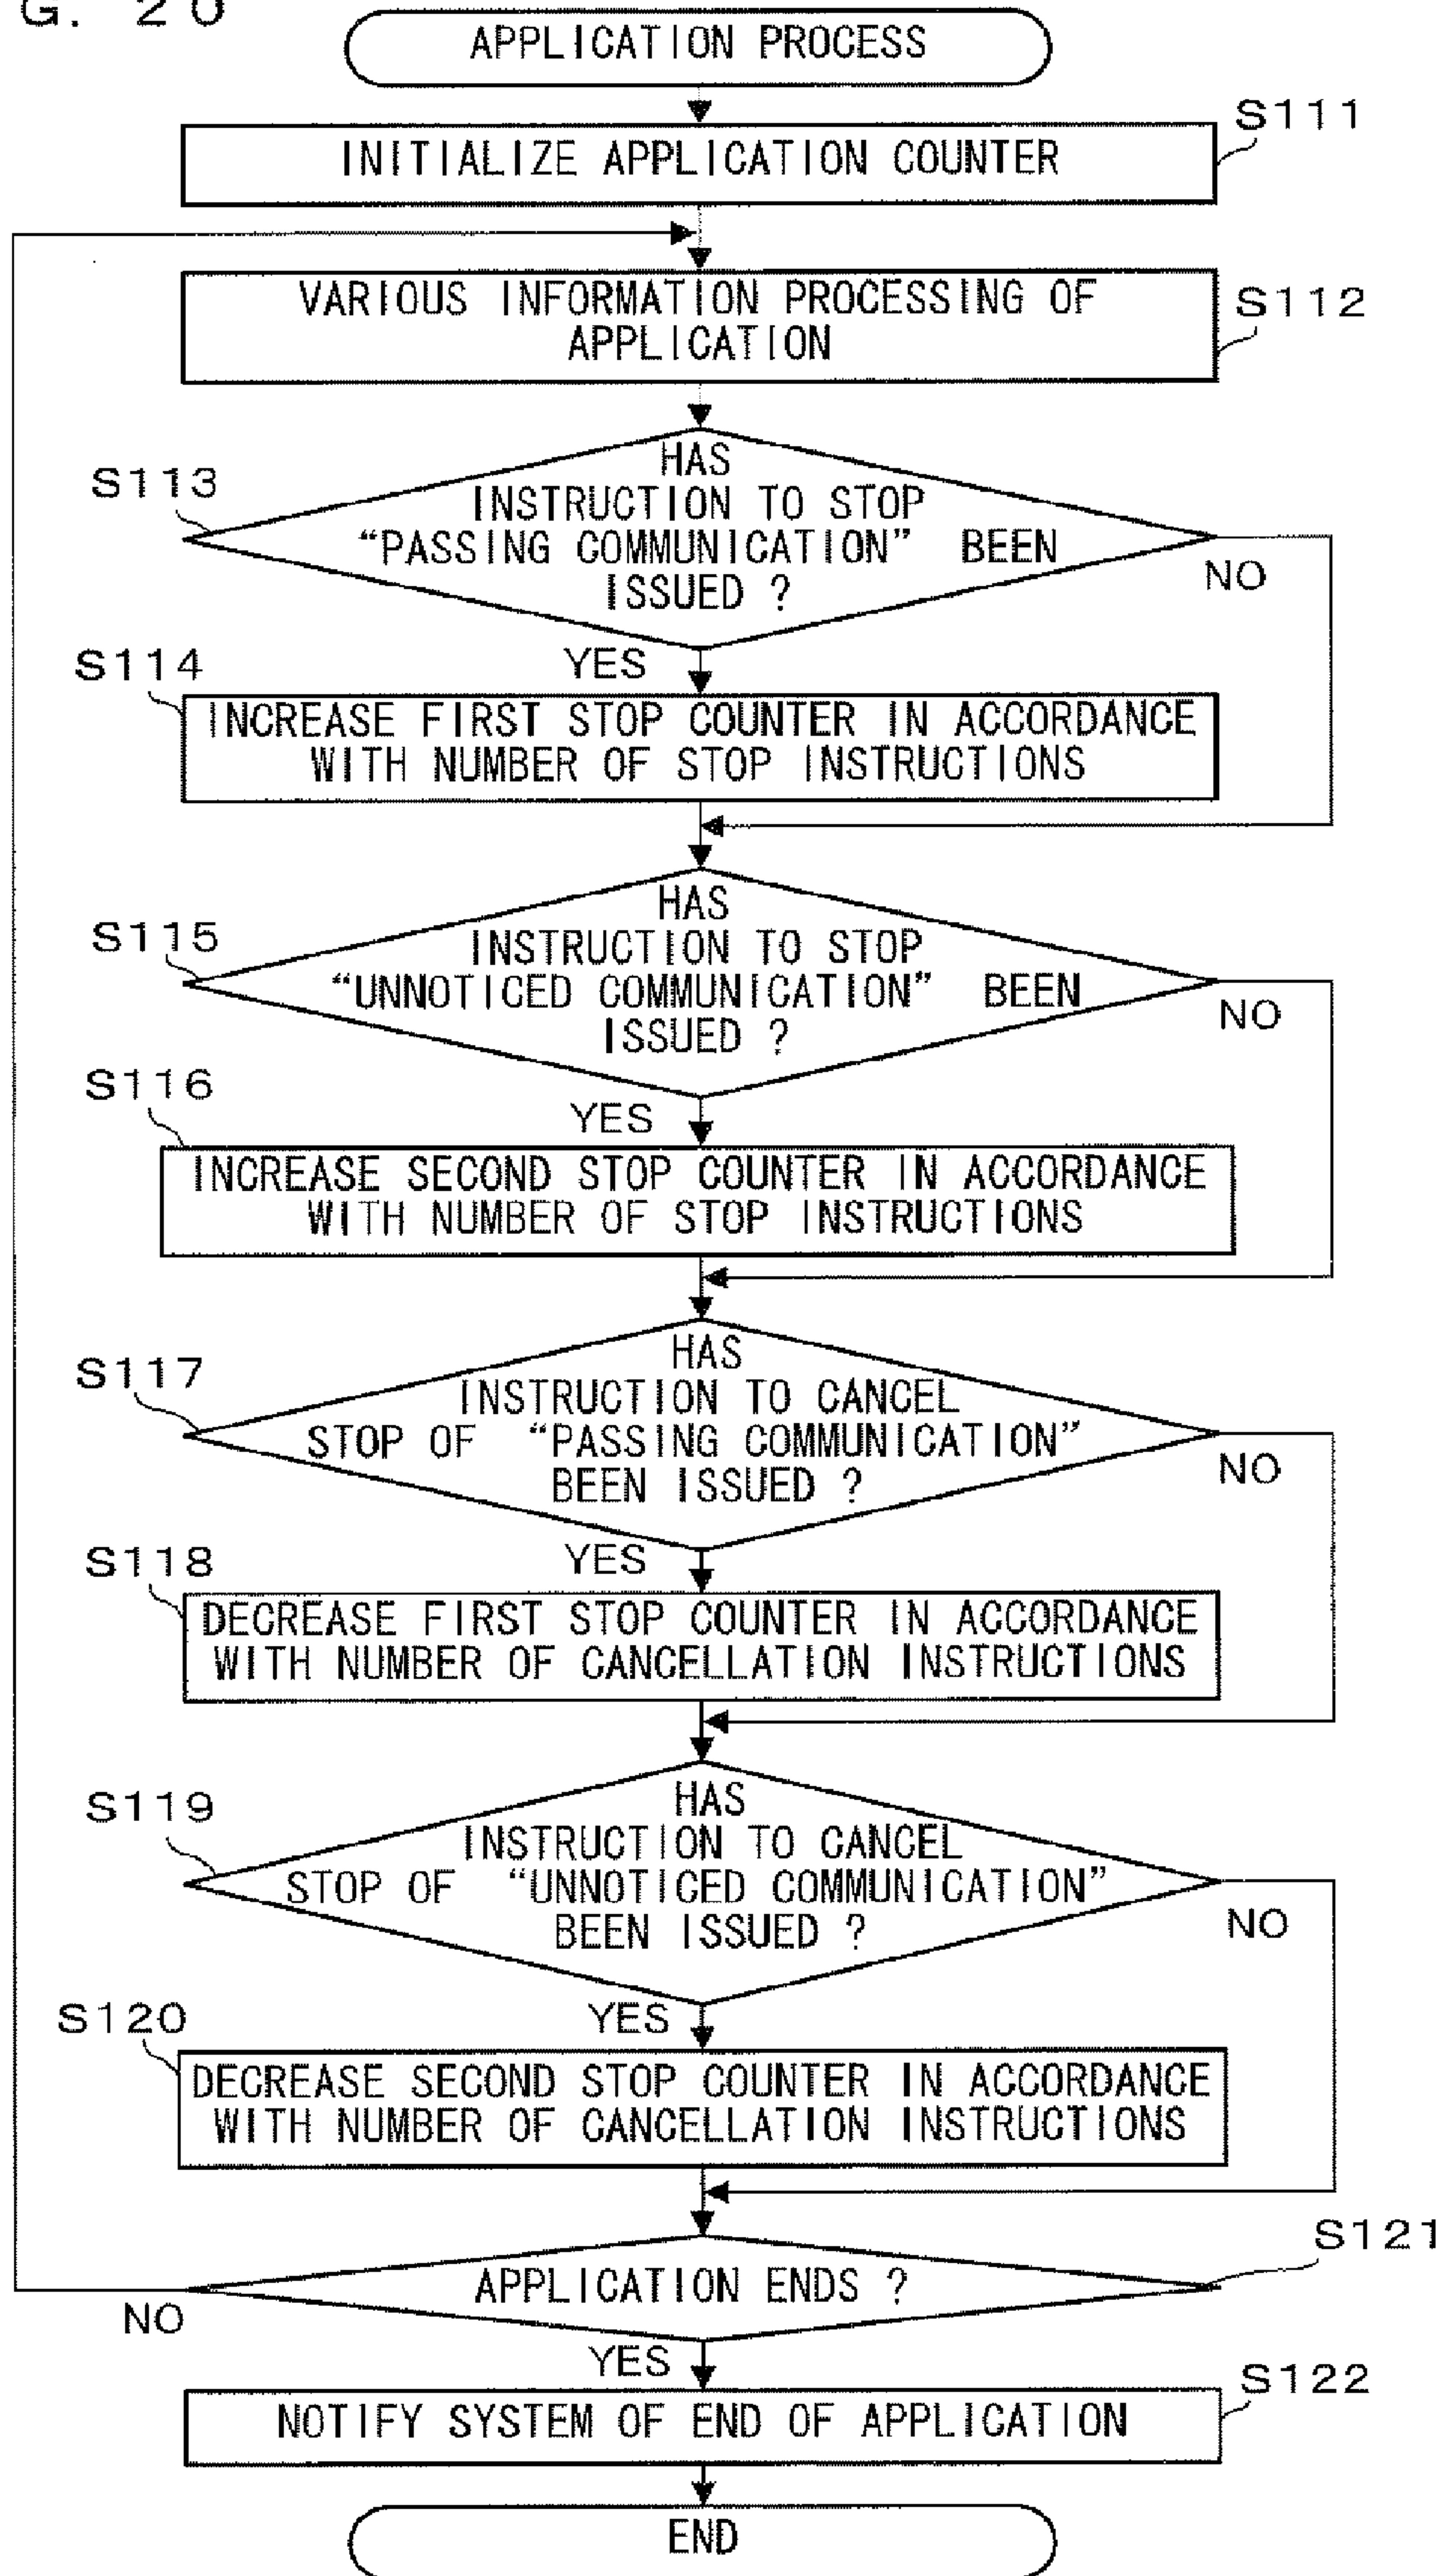 G. 20
APPLICATION PROCESS
S111
INITIALIZE APPLICATION COUNTER
VARIOUS INFORMATION PROCESSING OF
APPLICATION
S112
S113
HAS
INSTRUCTION TO STOP
“PASSING COMMUNICATION” BEEN
ISSUED ?
NO
YES
S114
INCREASE FIRST STOP COUNTER IN ACCORDANCE
WITH NUMBER OF STOP INSTRUCTIONS
S115
HAS
INSTRUCTION TO STOP
“UNNOTICED COMMUNICATION” BEEN
ISSUED ?
NO
YES
S116
INCREASE SECOND STOP COUNTER IN ACCORDANCE
WITH NUMBER OF STOP INSTRUCTIONS
S117
HAS
INSTRUCTION TO CANCEL
STOP OF “PASSING COMMUNICATION”
BEEN ISSUED ?
NO
YES
S118
DECREASE FIRST STOP COUNTER IN ACCORDANCE
WITH NUMBER OF CANCELLATION INSTRUCTIONS
S119
HAS
INSTRUCTION TO CANCEL
STOP OF “UNNOTICED COMMUNICATION”
BEEN ISSUED ?
NO
YES
S120
DECREASE SECOND STOP COUNTER IN ACCORDANCE
WITH NUMBER OF CANCELLATION INSTRUCTIONS
S121
APPLICATION ENDS ?
NO
YES
S122
NOTIFY SYSTEM OF END OF APPLICATION
END